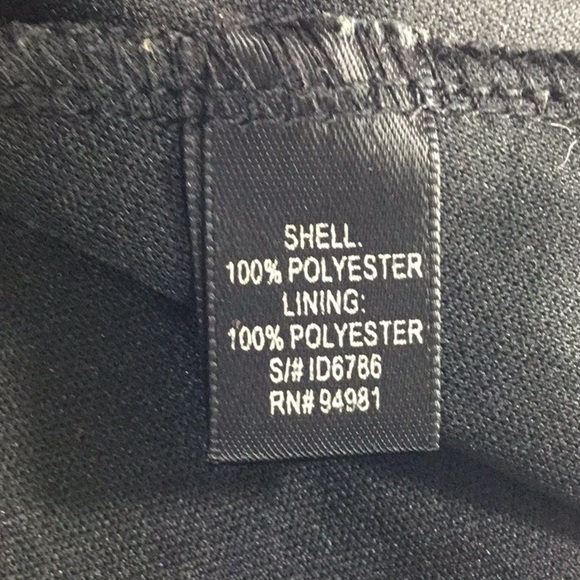 SHELL.
100% POLYESTER
LINING:
100% POLYESTER
S/# ID6786
RN# 94981